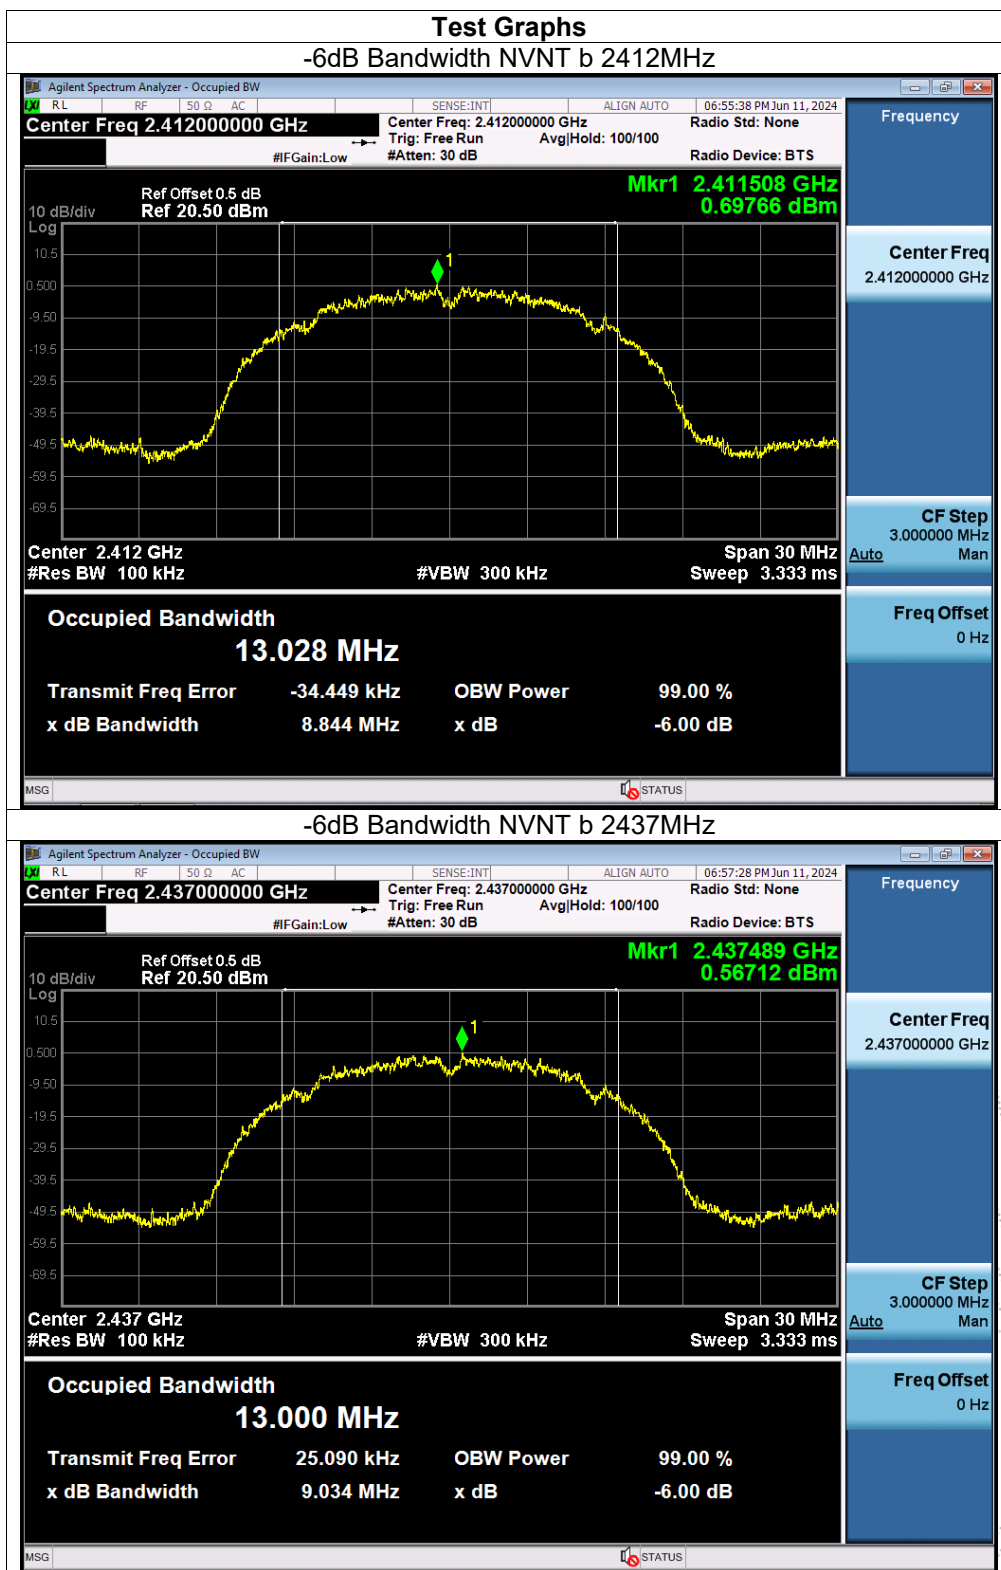 Test Graphs
-6dB Bandwidth NVNT b 2412MHz
Agilent Spectrum Analyzer - Occupied BW
LXI RL RF 50 Ω AC SENSE:INT ALIGN AUTO 06:55:38 PM Jun 11, 2024
Center Freq 2.412000000 GHz Center Freq: 2.412000000 GHz Radio Std: None Frequency
Trig: Free Run Avg|Hold: 100/100
#IFGain:Low #Atten: 30 dB Radio Device: BTS
Mkr1 2.411508 GHz
Ref Offset 0.5 dB
10 dB/div Ref 20.50 dBm 0.69766 dBm
Log
10.5 1 Center Freq
0.500 2.412000000 GHz
-9.50
-19.5
-29.5
-39.5
-49.5
-59.5
-69.5
CF Step
3.000000 MHz
Center 2.412 GHz Span 30 MHz Auto Man
#Res BW 100 kHz #VBW 300 kHz Sweep 3.333 ms
Occupied Bandwidth Freq Offset
13.028 MHz 0 Hz
Transmit Freq Error -34.449 kHz OBW Power 99.00 %
x dB Bandwidth 8.844 MHz x dB -6.00 dB
MSG STATUS
-6dB Bandwidth NVNT b 2437MHz
Agilent Spectrum Analyzer - Occupied BW
LXI RL RF 50 Ω AC SENSE:INT ALIGN AUTO 06:57:28 PM Jun 11, 2024
Center Freq 2.437000000 GHz Center Freq: 2.437000000 GHz Radio Std: None Frequency
Trig: Free Run Avg|Hold: 100/100
#IFGain:Low #Atten: 30 dB Radio Device: BTS
Mkr1 2.437489 GHz
Ref Offset 0.5 dB
10 dB/div Ref 20.50 dBm 0.56712 dBm
Log
10.5 1 Center Freq
0.500 2.437000000 GHz
-9.50
-19.5
-29.5
-39.5
-49.5
-59.5
-69.5
CF Step
3.000000 MHz
Center 2.437 GHz Span 30 MHz Auto Man
#Res BW 100 kHz #VBW 300 kHz Sweep 3.333 ms
Occupied Bandwidth Freq Offset
13.000 MHz 0 Hz
Transmit Freq Error 25.090 kHz OBW Power 99.00 %
x dB Bandwidth 9.034 MHz x dB -6.00 dB
MSG STATUS